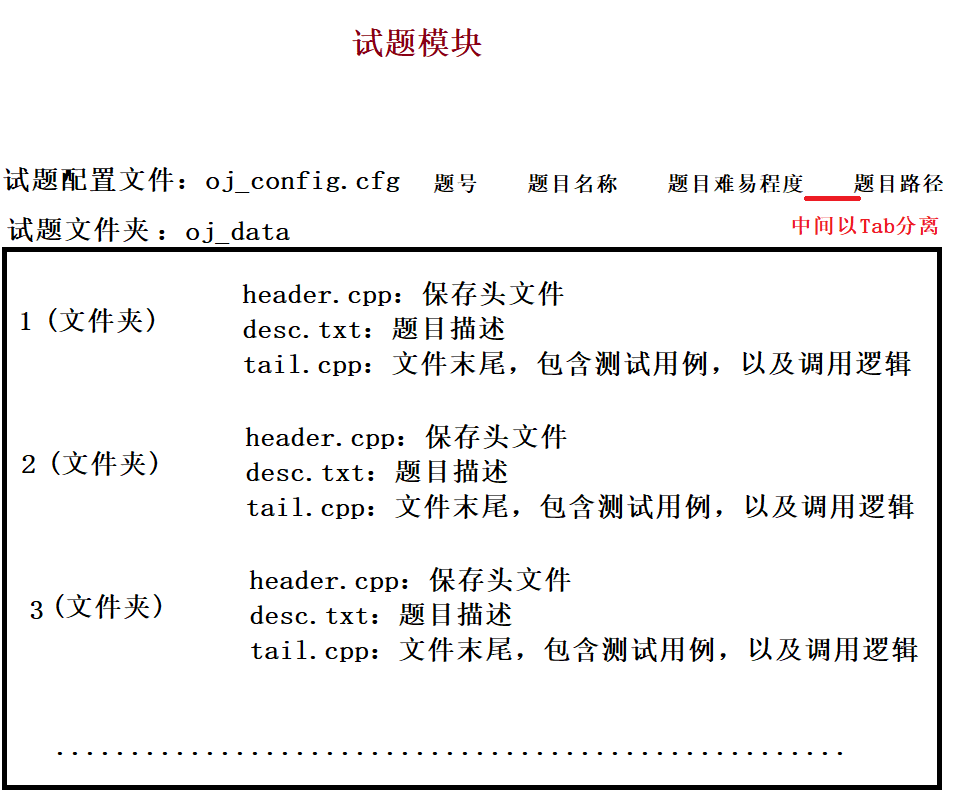 试题模块
试题配置文件：oj_config.cfg 题号 题目名称 题目难易程度 题目路径
中间以Tab分离
试题文件夹：oj_data
1 (文件夹)
header.cpp：保存头文件
desc.txt：题目描述
tail.cpp：文件末尾，包含测试用例，以及调用逻辑
2 (文件夹)
header.cpp：保存头文件
desc.txt：题目描述
tail.cpp：文件末尾，包含测试用例，以及调用逻辑
3 (文件夹)
header.cpp：保存头文件
desc.txt：题目描述
tail.cpp：文件末尾，包含测试用例，以及调用逻辑
.....................................................